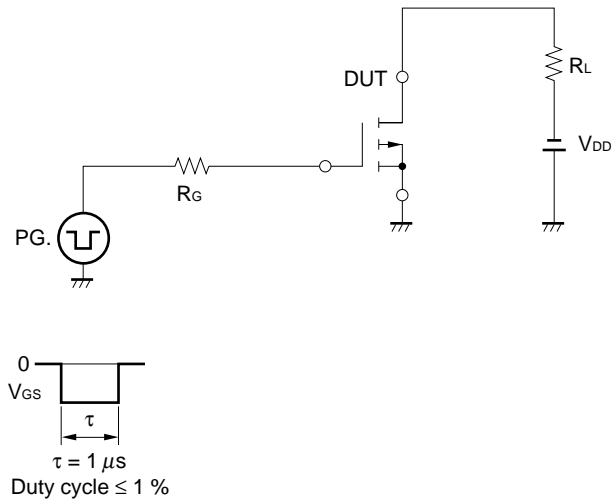 DUT
RL
VDD
RG
PG.
0
VGS
τ
τ = 1 μs
Duty cycle ≤ 1 %